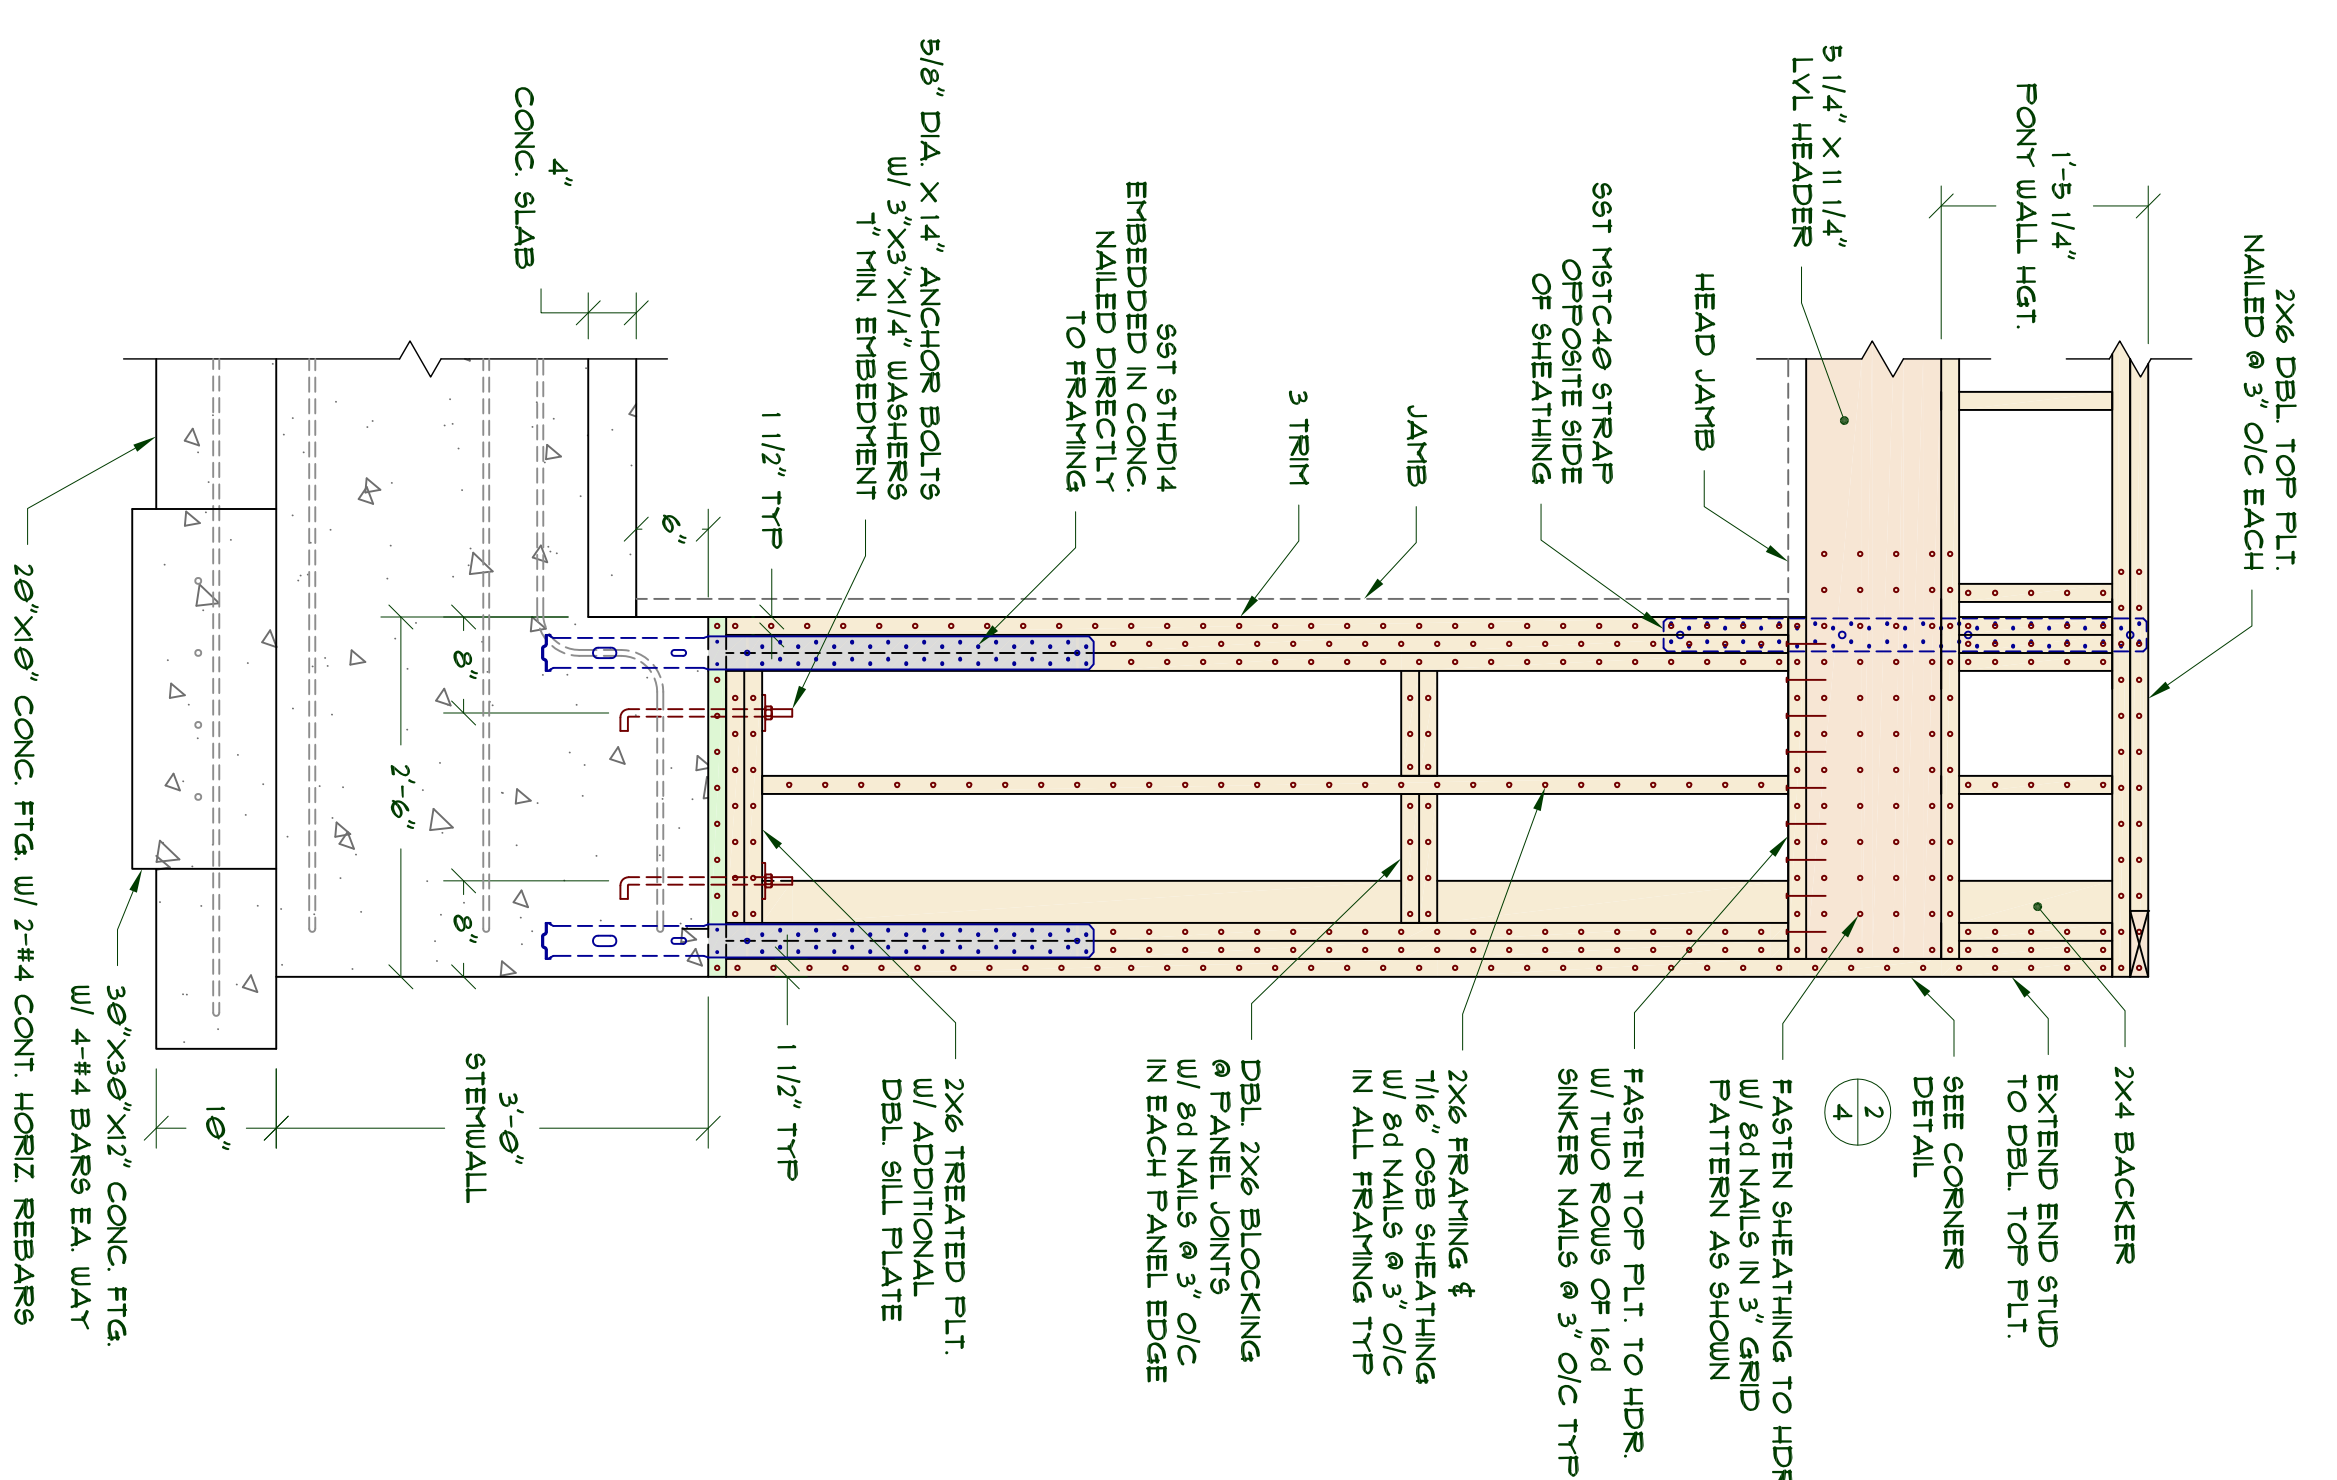 2X6 DBL. TOP PLT.
NAILED @ 3" O/C EACH
1'-5 1/4"
PONY WALL HGT.
5 1/4" X 11 1/4"
LVL HEADER
HEAD JAMB
SST MSTC40 STRAP
OPPOSITE SIDE
OF SHEATHING
JAMB
3 TRIM
SST STHD14
EMBEDDED IN CONC.
NAILED DIRECTLY
TO FRAMING
5/8" DIA. X 14" ANCHOR BOLTS
W/ 3"X3"X1/4" WASHERS
7" MIN. EMBEDMENT
1 1/2" TYP
6"
4"
CONC. SLAB
2X4 BACKER
EXTEND END STUD
TO DBL. TOP PLT.
SEE CORNER
DETAIL
2
4
FASTEN SHEATHING TO HDR
W/ 8d NAILS IN 3" GRID
PATTERN AS SHOWN
FASTEN TOP PLT. TO HDR.
W/ TWO ROWS OF 16d
SINKER NAILS @ 3" O/C TYP
2X6 FRAMING &
7/16" OSB SHEATHING
W/ 8d NAILS @ 3" O/C
IN ALL FRAMING TYP
DBL. 2X6 BLOCKING
@ PANEL JOINTS
W/ 8d NAILS @ 3" O/C
IN EACH PANEL EDGE
2X6 TREATED PLT.
W/ ADDITIONAL
DBL. SILL PLATE
1 1/2" TYP
8"
8"
2'-6"
3'-0"
STEMWALL
10"
30"X30"X12" CONC. FTG.
W/ 4-#4 BARS EA. WAY
20"X10" CONC. FTG. W/ 2-#4 CONT. HORIZ. REBARS